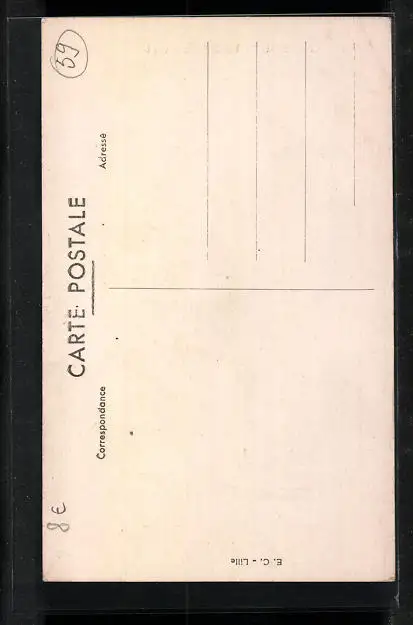 59
CARTE POSTALE
Correspondance
Adresse
8 €
E. C. - Lille